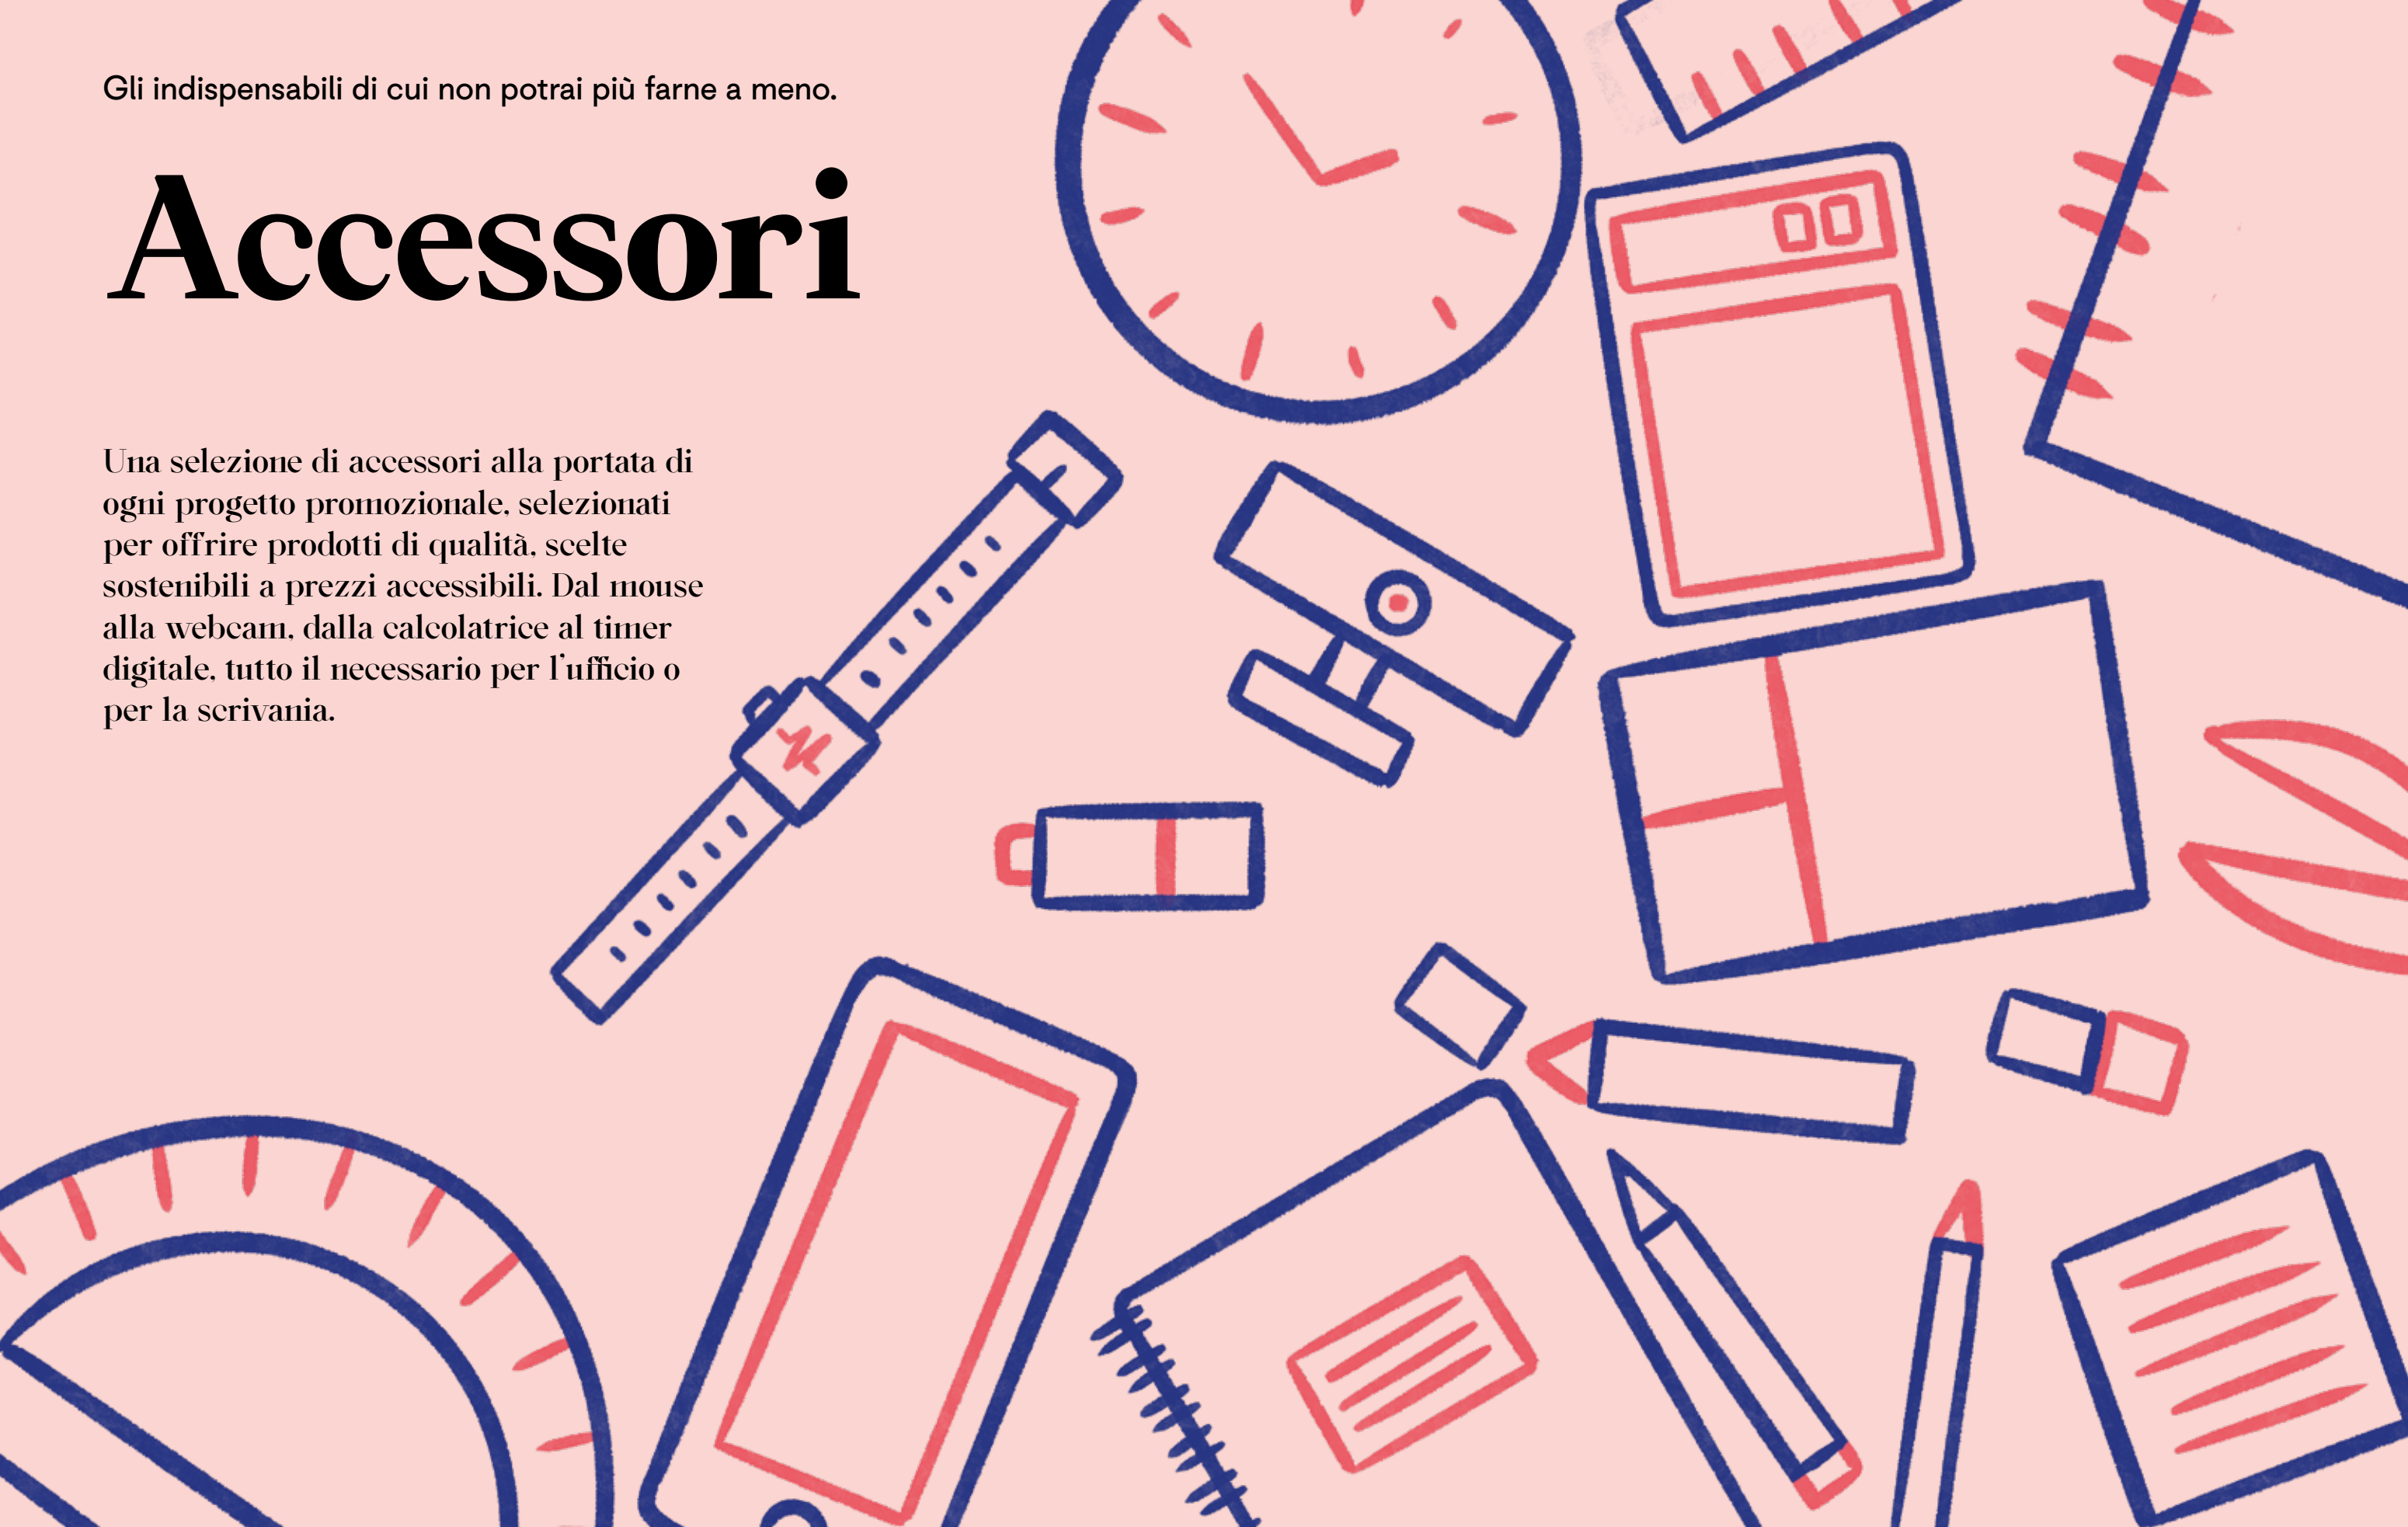 Gli indispensabili di cui non potrai più farne a meno.
Accessori
Una selezione di accessori alla portata di
ogni progetto promozionale, selezionati
per offrire prodotti di qualità, scelte
sostenibili a prezzi accessibili. Dal mouse
alla webcam, dalla calcolatrice al timer
digitale, tutto il necessario per l'ufficio o
per la scrivania.
00